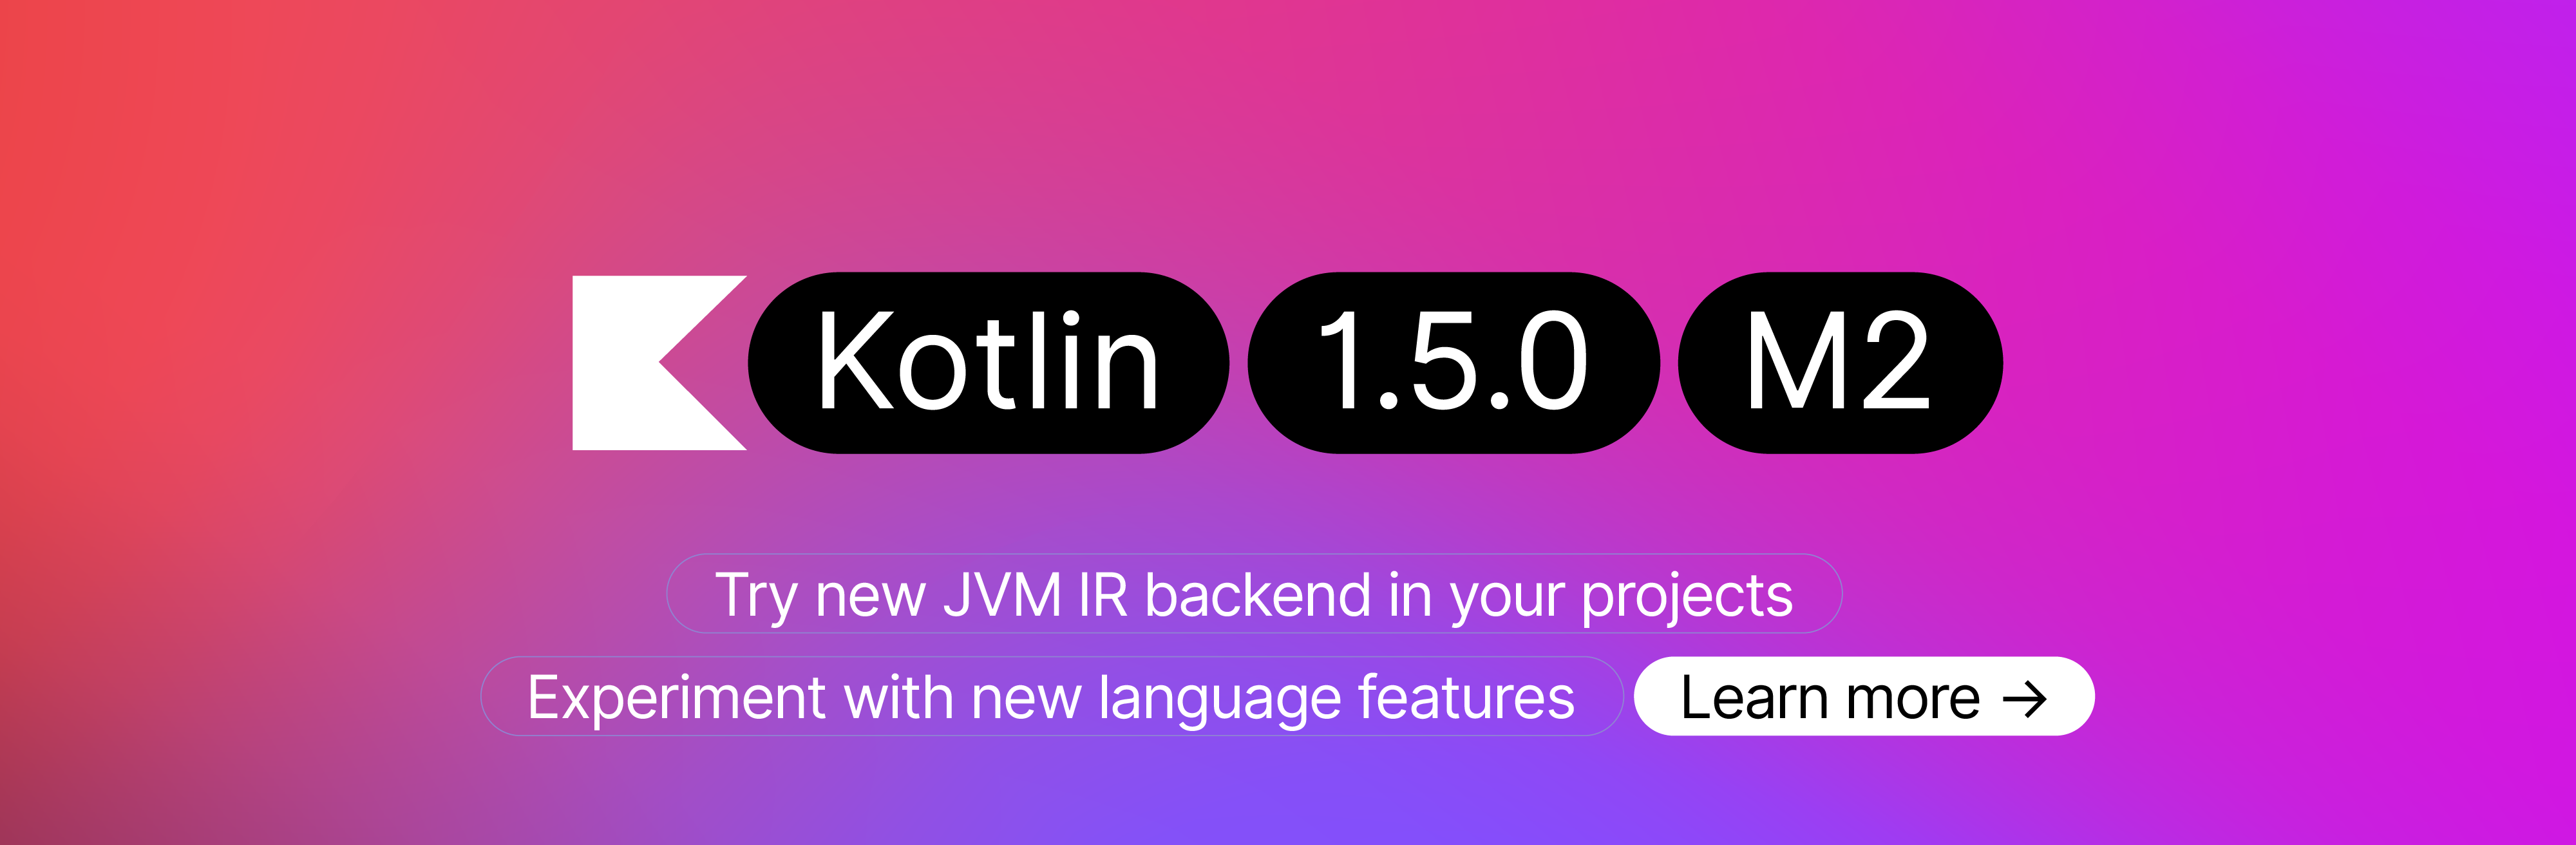 Kotlin 1.5.0 M2
Try new JVM IR backend in your projects
Experiment with new language features Learn more →